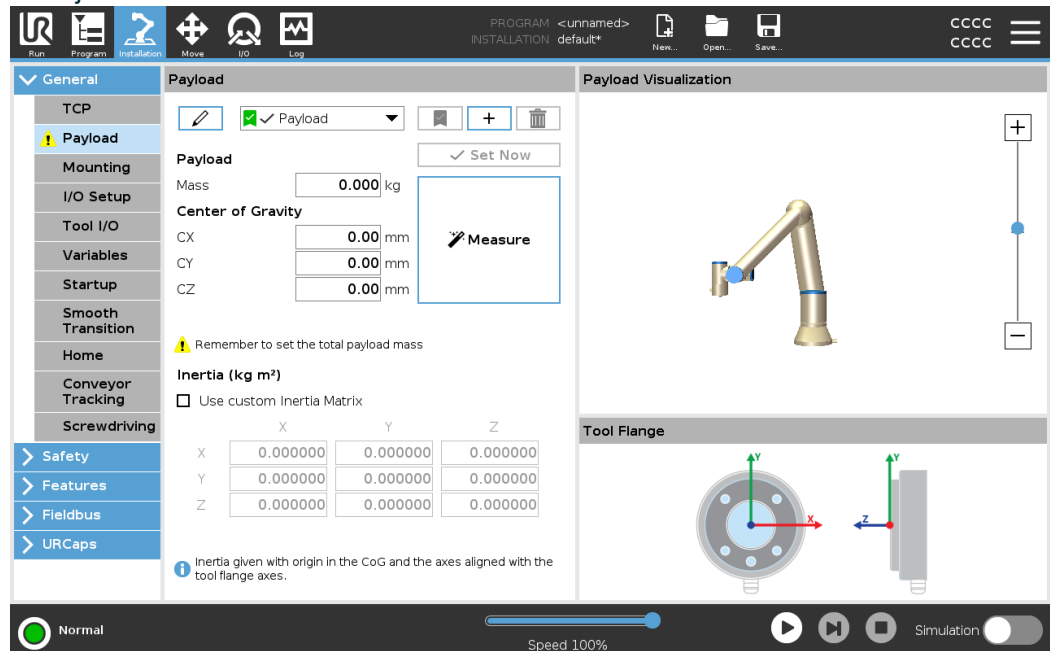 PROGRAM <unnamed>
INSTALLATION default*
CCCC
CCCC
Run Program Installation Move I/O Log New... Open... Save...
General
TCP
Payload
Mounting
I/O Setup
Tool I/O
Variables
Startup
Smooth
Transition
Home
Conveyor
Tracking
Screwdriving
Safety
Features
Fieldbus
URCaps
Payload
Payload
+
Set Now
Payload
Mass 0.000 kg
Center of Gravity
CX 0.00 mm
CY 0.00 mm
CZ 0.00 mm
Measure
Remember to set the total payload mass
Inertia (kg m²)
Use custom Inertia Matrix
X Y Z
X 0.000000 0.000000 0.000000
Y 0.000000 0.000000 0.000000
Z 0.000000 0.000000 0.000000
Inertia given with origin in the CoG and the axes aligned with the
tool flange axes.
Payload Visualization
+
−
Tool Flange
Y Y
X Z
Normal
Speed 100%
Simulation